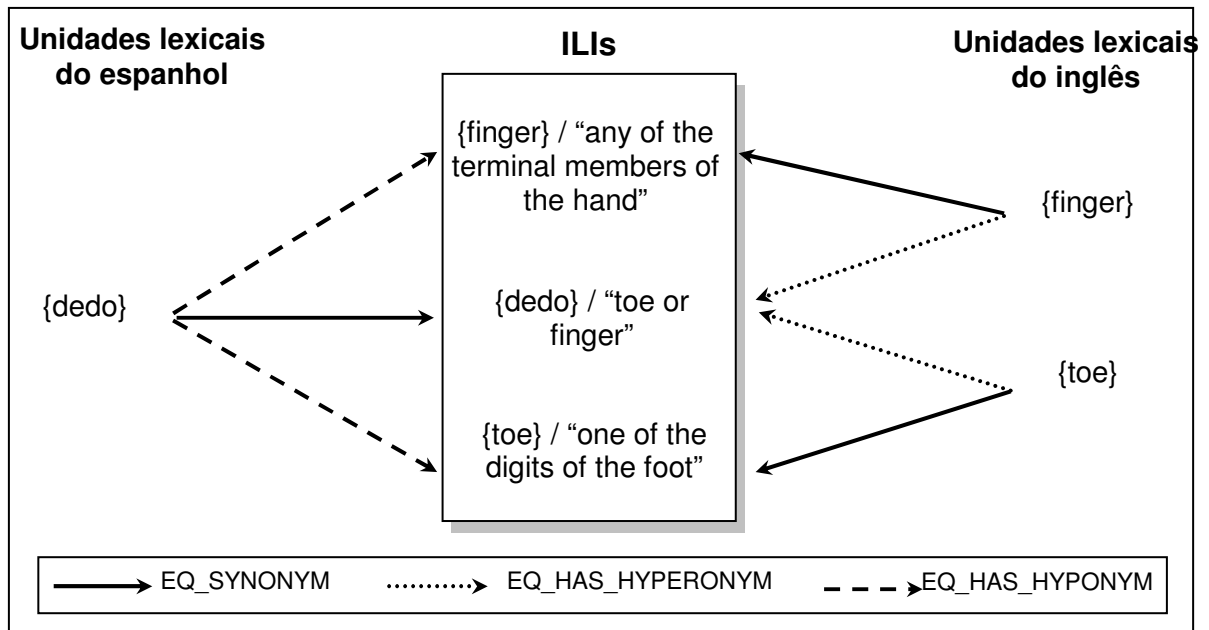 Unidades lexicais
do espanhol
ILIs
Unidades lexicais
do inglês
{finger} / “any of the
terminal members of
the hand”
{finger}
{dedo}
{dedo} / “toe or
finger”
{toe}
{toe} / “one of the
digits of the foot”
EQ_SYNONYM
EQ_HAS_HYPERONYM
EQ_HAS_HYPONYM